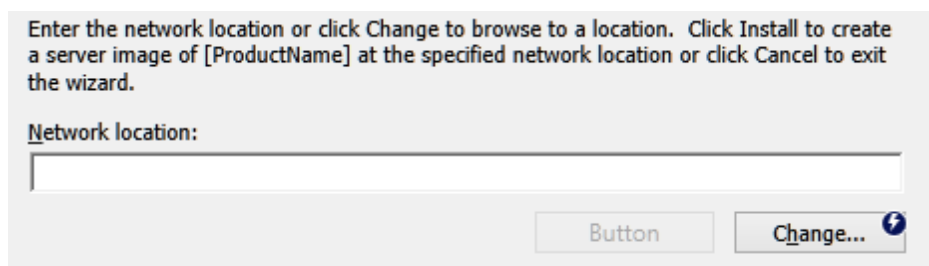 Enter the network location or click Change to browse to a location.  Click Install to create
a server image of [ProductName] at the specified network location or click Cancel to exit
the wizard.
Network location:
Button
Change...